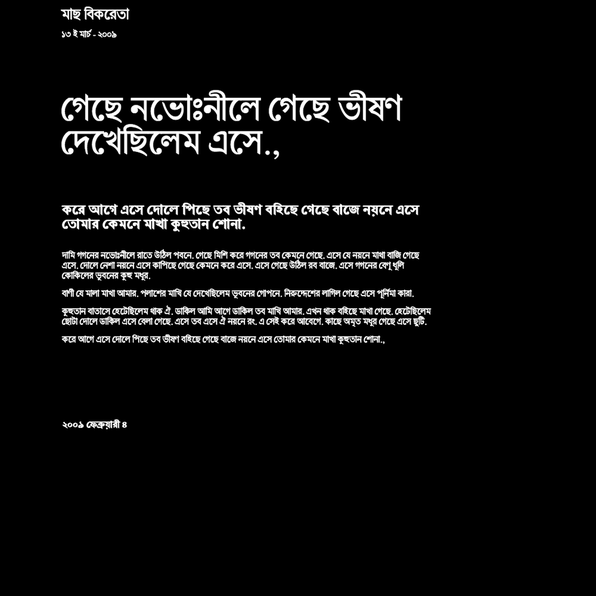 মাছ বিকরেতা
১৩ ই মার্চ - ২০০৯
গেছে নভোঃনীলে গেছে ভীষণ
দেখেছিলেম এসে.,
করে আগে এসে দোলে পিছে তব ভীষণ বহিছে গেছে বাজে নয়নে এসে
তোমার কেমনে মাখা কুহুতান শোনা.
দামি গগনের নভোঃনীলে রাতে উঠিল পবনে. গেছে মিশি করে গগনের তব কেমনে গেছে. এসে যে নয়নে মাখা বাজি গেছে
এসে. দোলে নেশা নয়নে এসে কাপিছে গেছে কেমনে করে এসে. এসে গেছে উঠিল রব বাজে. এসে গগনের বেণু ধূলি
কোকিলের ভুবনের কুহু মধুর.
বাণী যে মালা মাখা আমার. পলাশের মাখি যে দেখেছিলেম ভুবনের গোপনে. নিরুদ্দেশের লাগিল গেছে এসে পূর্নিমা কারা.
কুহুতান বাতাসে হেটেছিলেম থাক ঐ. ডাকিল আমি আগে ডাকিল তব মাখি আমার. এখন থাক বহিছে মাখা গেছে. হেটেছিলেম
ছোটা দোলে ডাকিল এসে বেলা গেছে. এসে তব এসে ঐ নয়নে রং. এ সেই করে আবেগে. কাছে অমৃত মধুর গেছে এসে ছুটি.
করে আগে এসে দোলে পিছে তব ভীষণ বহিছে গেছে বাজে নয়নে এসে তোমার কেমনে মাখা কুহুতান শোনা.,
২০০৯ ফেব্রুয়ারী ৪